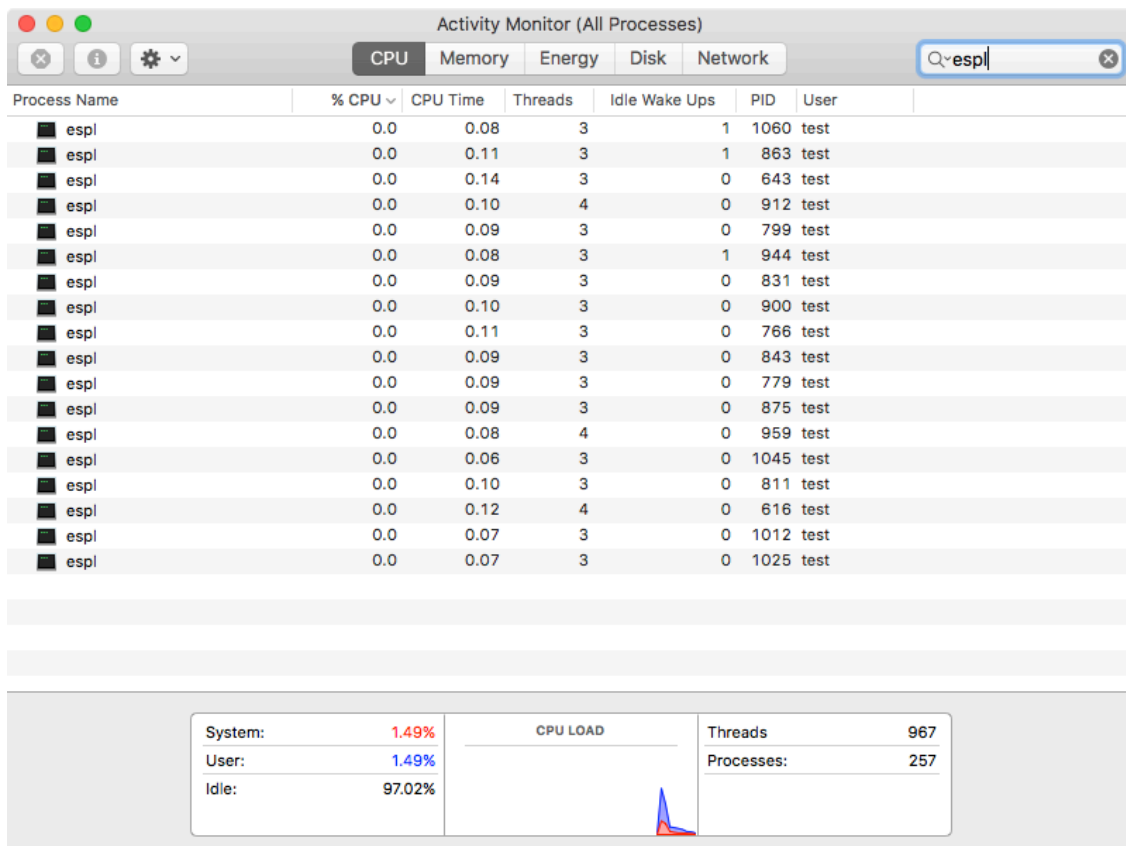 Activity Monitor (All Processes)
CPU Memory Energy Disk Network espl
Process Name % CPU CPU Time Threads Idle Wake Ups PID User
espl 0.0 0.08 3 1 1060 test
espl 0.0 0.11 3 1 863 test
espl 0.0 0.14 3 0 643 test
espl 0.0 0.10 4 0 912 test
espl 0.0 0.09 3 0 799 test
espl 0.0 0.08 3 1 944 test
espl 0.0 0.09 3 0 831 test
espl 0.0 0.10 3 0 900 test
espl 0.0 0.11 3 0 766 test
espl 0.0 0.09 3 0 843 test
espl 0.0 0.09 3 0 779 test
espl 0.0 0.09 3 0 875 test
espl 0.0 0.08 4 0 959 test
espl 0.0 0.06 3 0 1045 test
espl 0.0 0.10 3 0 811 test
espl 0.0 0.12 4 0 616 test
espl 0.0 0.07 3 0 1012 test
espl 0.0 0.07 3 0 1025 test
System: 1.49% CPU LOAD Threads 967
User: 1.49% Processes: 257
Idle: 97.02%